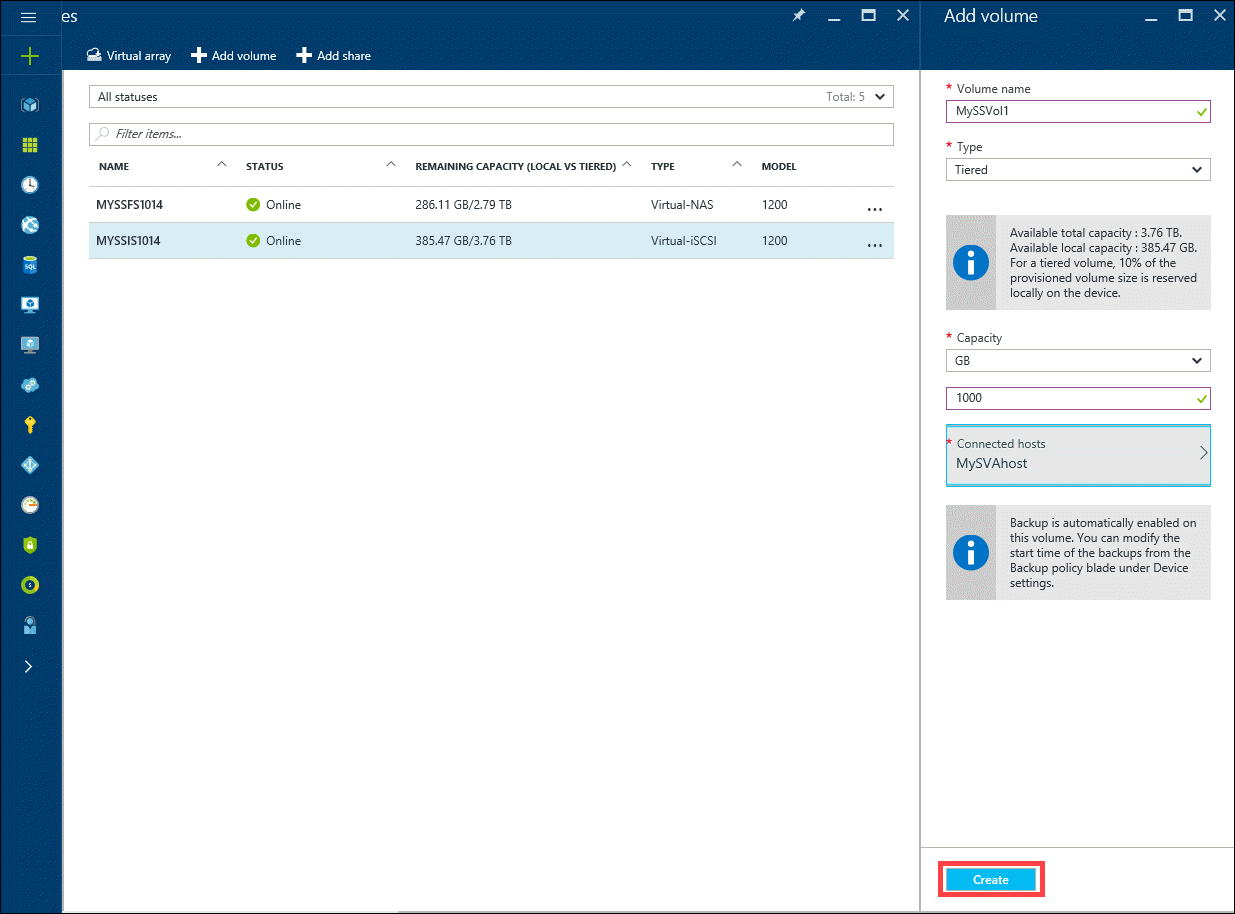 es
Add volume
Virtual array Add volume Add share
All statuses Total: 5
Filter items...
NAME STATUS REMAINING CAPACITY (LOCAL VS TIERED) TYPE MODEL
MYSSFS1014 Online 286.11 GB/2.79 TB Virtual-NAS 1200 ...
MYSSIS1014 Online 385.47 GB/3.76 TB Virtual-iSCSI 1200 ...
* Volume name
MySSVol1
* Type
Tiered
Available total capacity : 3.76 TB.
Available local capacity : 385.47 GB.
For a tiered volume, 10% of the
provisioned volume size is reserved
locally on the device.
* Capacity
GB
1000
* Connected hosts
MySVAhost
Backup is automatically enabled on
this volume. You can modify the
start time of the backups from the
Backup policy blade under Device
settings.
Create
SQL